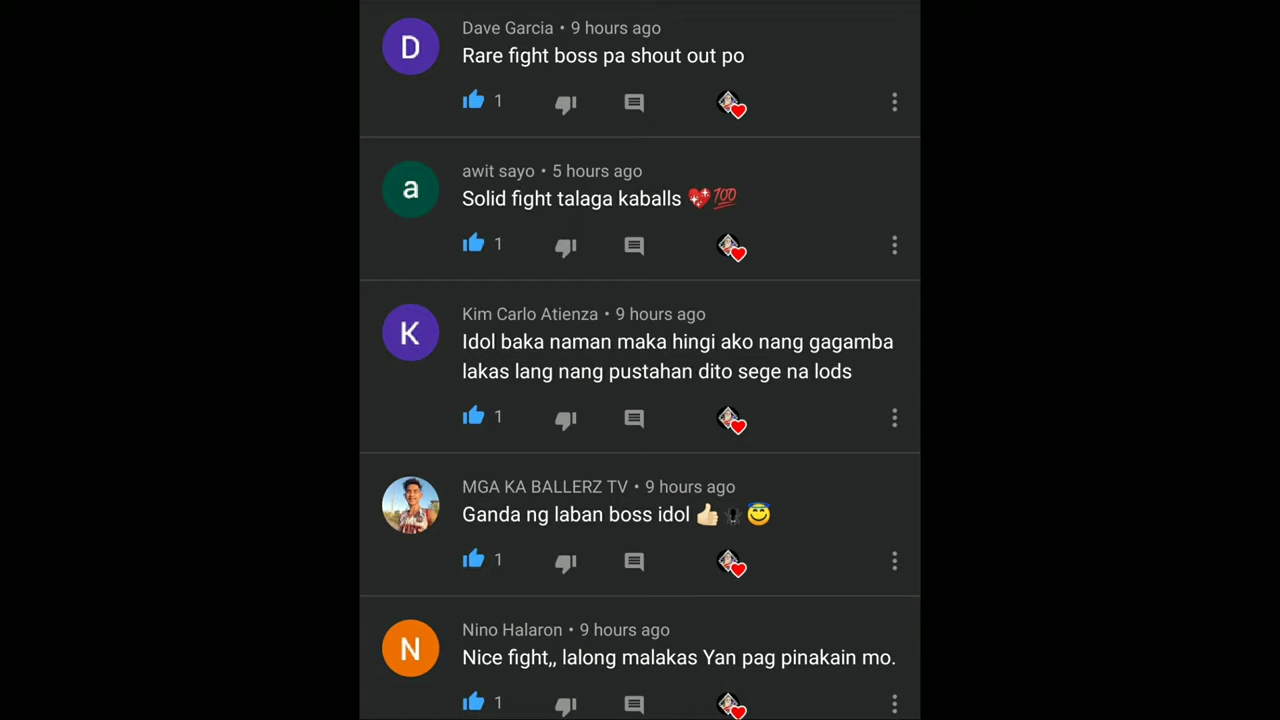 D
Dave Garcia • 9 hours ago
Rare fight boss pa shout out po
1
a
awit sayo • 5 hours ago
Solid fight talaga kaballs 💖💯
1
K
Kim Carlo Atienza • 9 hours ago
Idol baka naman maka hingi ako nang gagamba
lakas lang nang pustahan dito sege na lods
1
MGA KA BALLERZ TV • 9 hours ago
Ganda ng laban boss idol 👍🏻🕷️😇
1
N
Nino Halaron • 9 hours ago
Nice fight,, lalong malakas Yan pag pinakain mo.
1